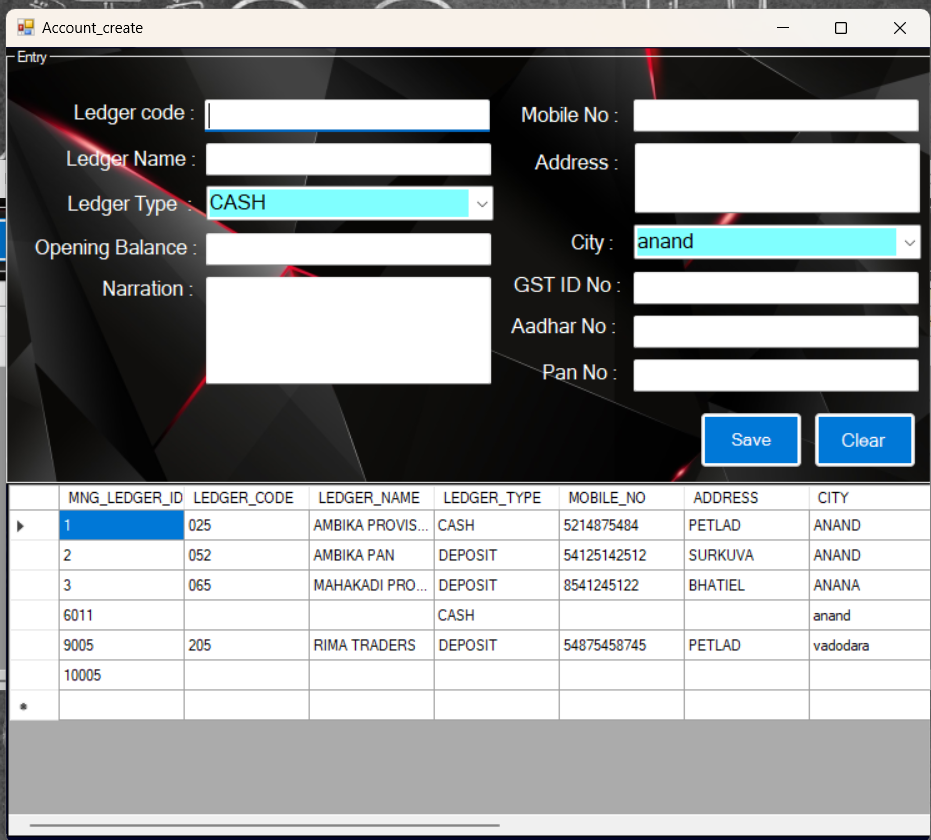 Account_create
Entry
Ledger code :
Ledger Name :
Ledger Type :
CASH
Opening Balance :
Narration :
Mobile No :
Address :
City :
anand
GST ID No :
Aadhar No :
Pan No :
Save
Clear
MNG_LEDGER_ID LEDGER_CODE LEDGER_NAME LEDGER_TYPE MOBILE_NO ADDRESS CITY
1 025 AMBIKA PROVIS... CASH 5214875484 PETLAD ANAND
2 052 AMBIKA PAN DEPOSIT 54125142512 SURKUVA ANAND
3 065 MAHAKADI PRO... DEPOSIT 8541245122 BHATIEL ANANA
6011 CASH anand
9005 205 RIMA TRADERS DEPOSIT 54875458745 PETLAD vadodara
10005